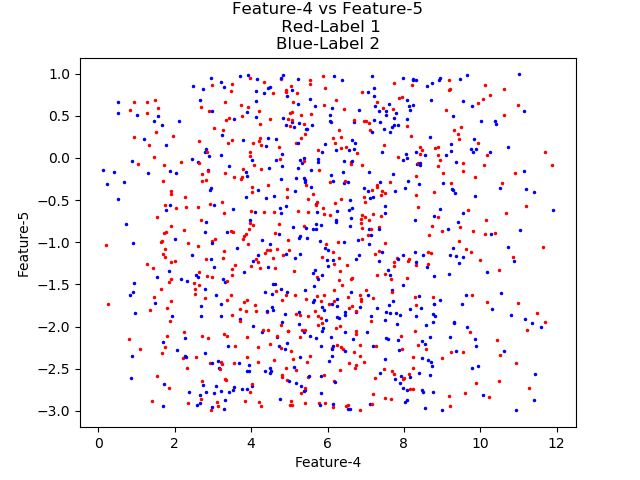 Feature-4 vs Feature-5
Red-Label 1
Blue-Label 2
1.0
0.5
0.0
−0.5
−1.0
−1.5
−2.0
−2.5
−3.0
Feature-5
0 2 4 6 8 10 12
Feature-4